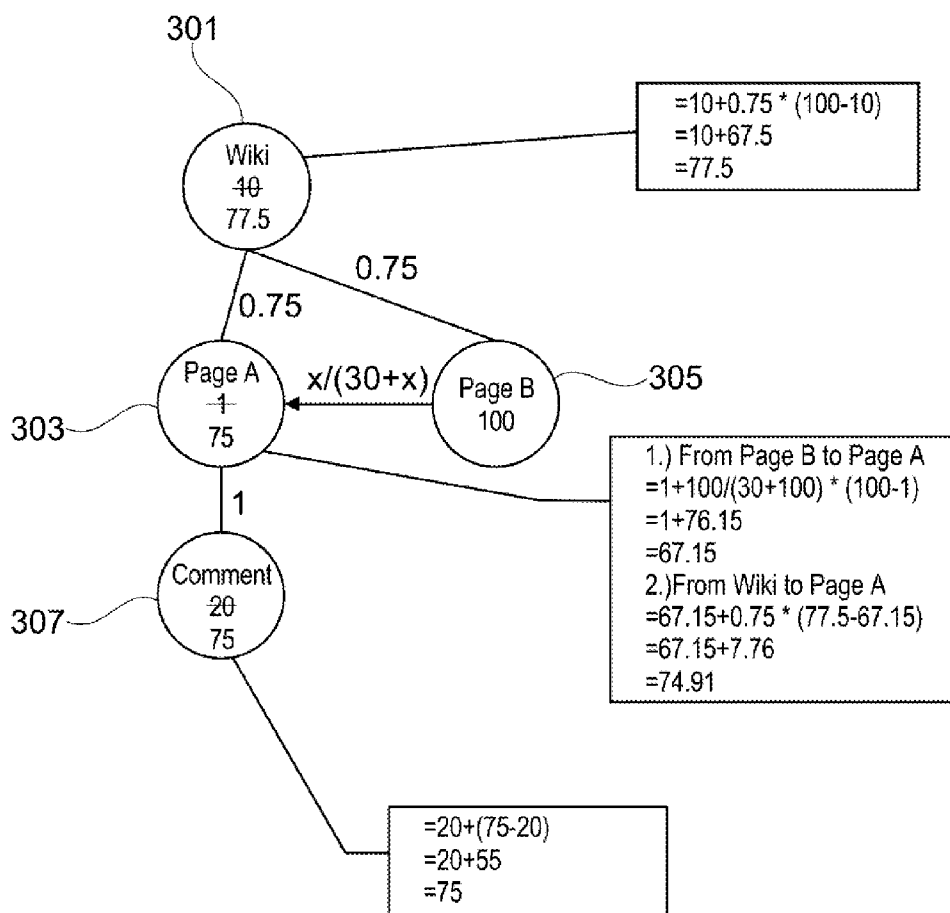 301
=10+0.75 * (100-10)
=10+67.5
=77.5
Wiki
10
77.5
0.75
0.75
Page A
1
75
x/(30+x)
Page B
100
305
303
1.) From Page B to Page A
=1+100/(30+100) * (100-1)
=1+76.15
=67.15
2.)From Wiki to Page A
=67.15+0.75 * (77.5-67.15)
=67.15+7.76
=74.91
1
Comment
20
75
307
=20+(75-20)
=20+55
=75